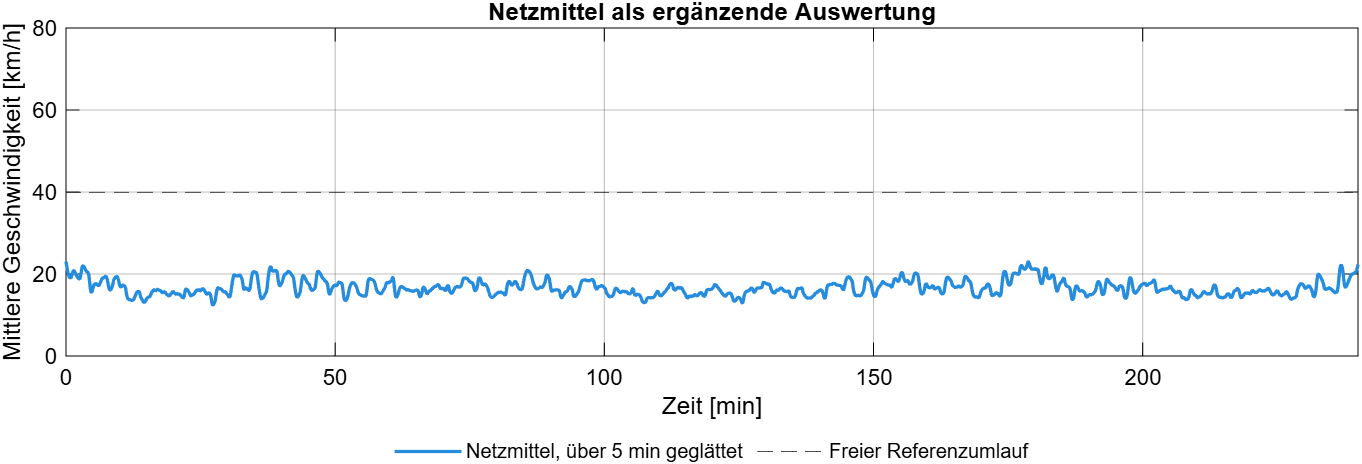 Netzmittel als ergänzende Auswertung
Mittlere Geschwindigkeit [km/h]
80
60
40
20
0
0 50 100 150 200
Zeit [min]
Netzmittel, über 5 min geglättet Freier Referenzumlauf